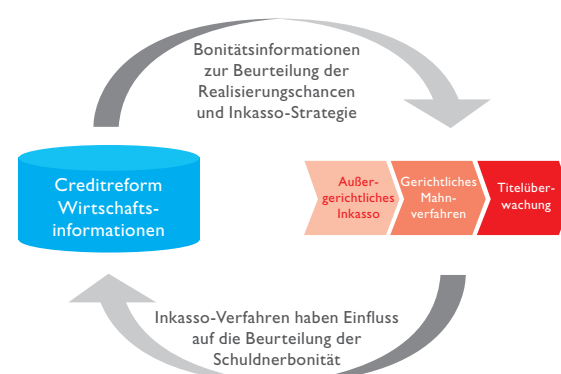 Bonitätsinformationen
zur Beurteilung der
Realisierungschancen
und Inkasso-Strategie
Creditreform
Wirtschafts-
informationen
Außer-
gerichtliches
Inkasso
Gerichtliches
Mahn-
verfahren
Titelüber-
wachung
Inkasso-Verfahren haben Einfluss
auf die Beurteilung der
Schuldnerbonität